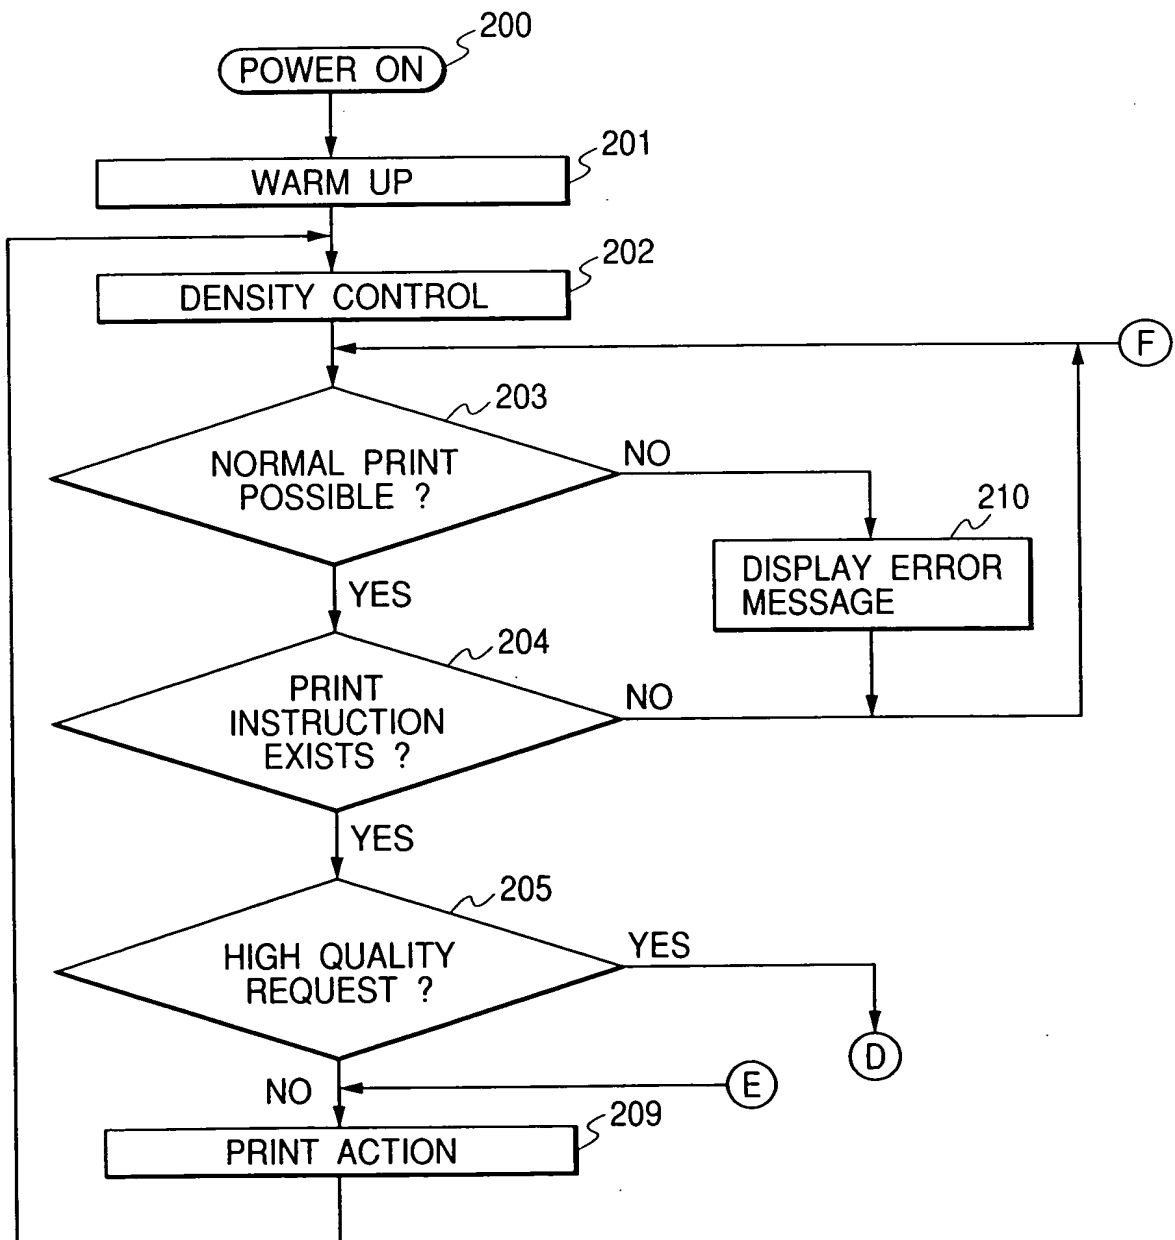 200
POWER ON
201
WARM UP
202
DENSITY CONTROL
F
203
NORMAL PRINT
POSSIBLE ?
NO
210
DISPLAY ERROR
MESSAGE
YES
204
PRINT
INSTRUCTION
EXISTS ?
NO
YES
205
HIGH QUALITY
REQUEST ?
YES
D
NO
E
209
PRINT ACTION